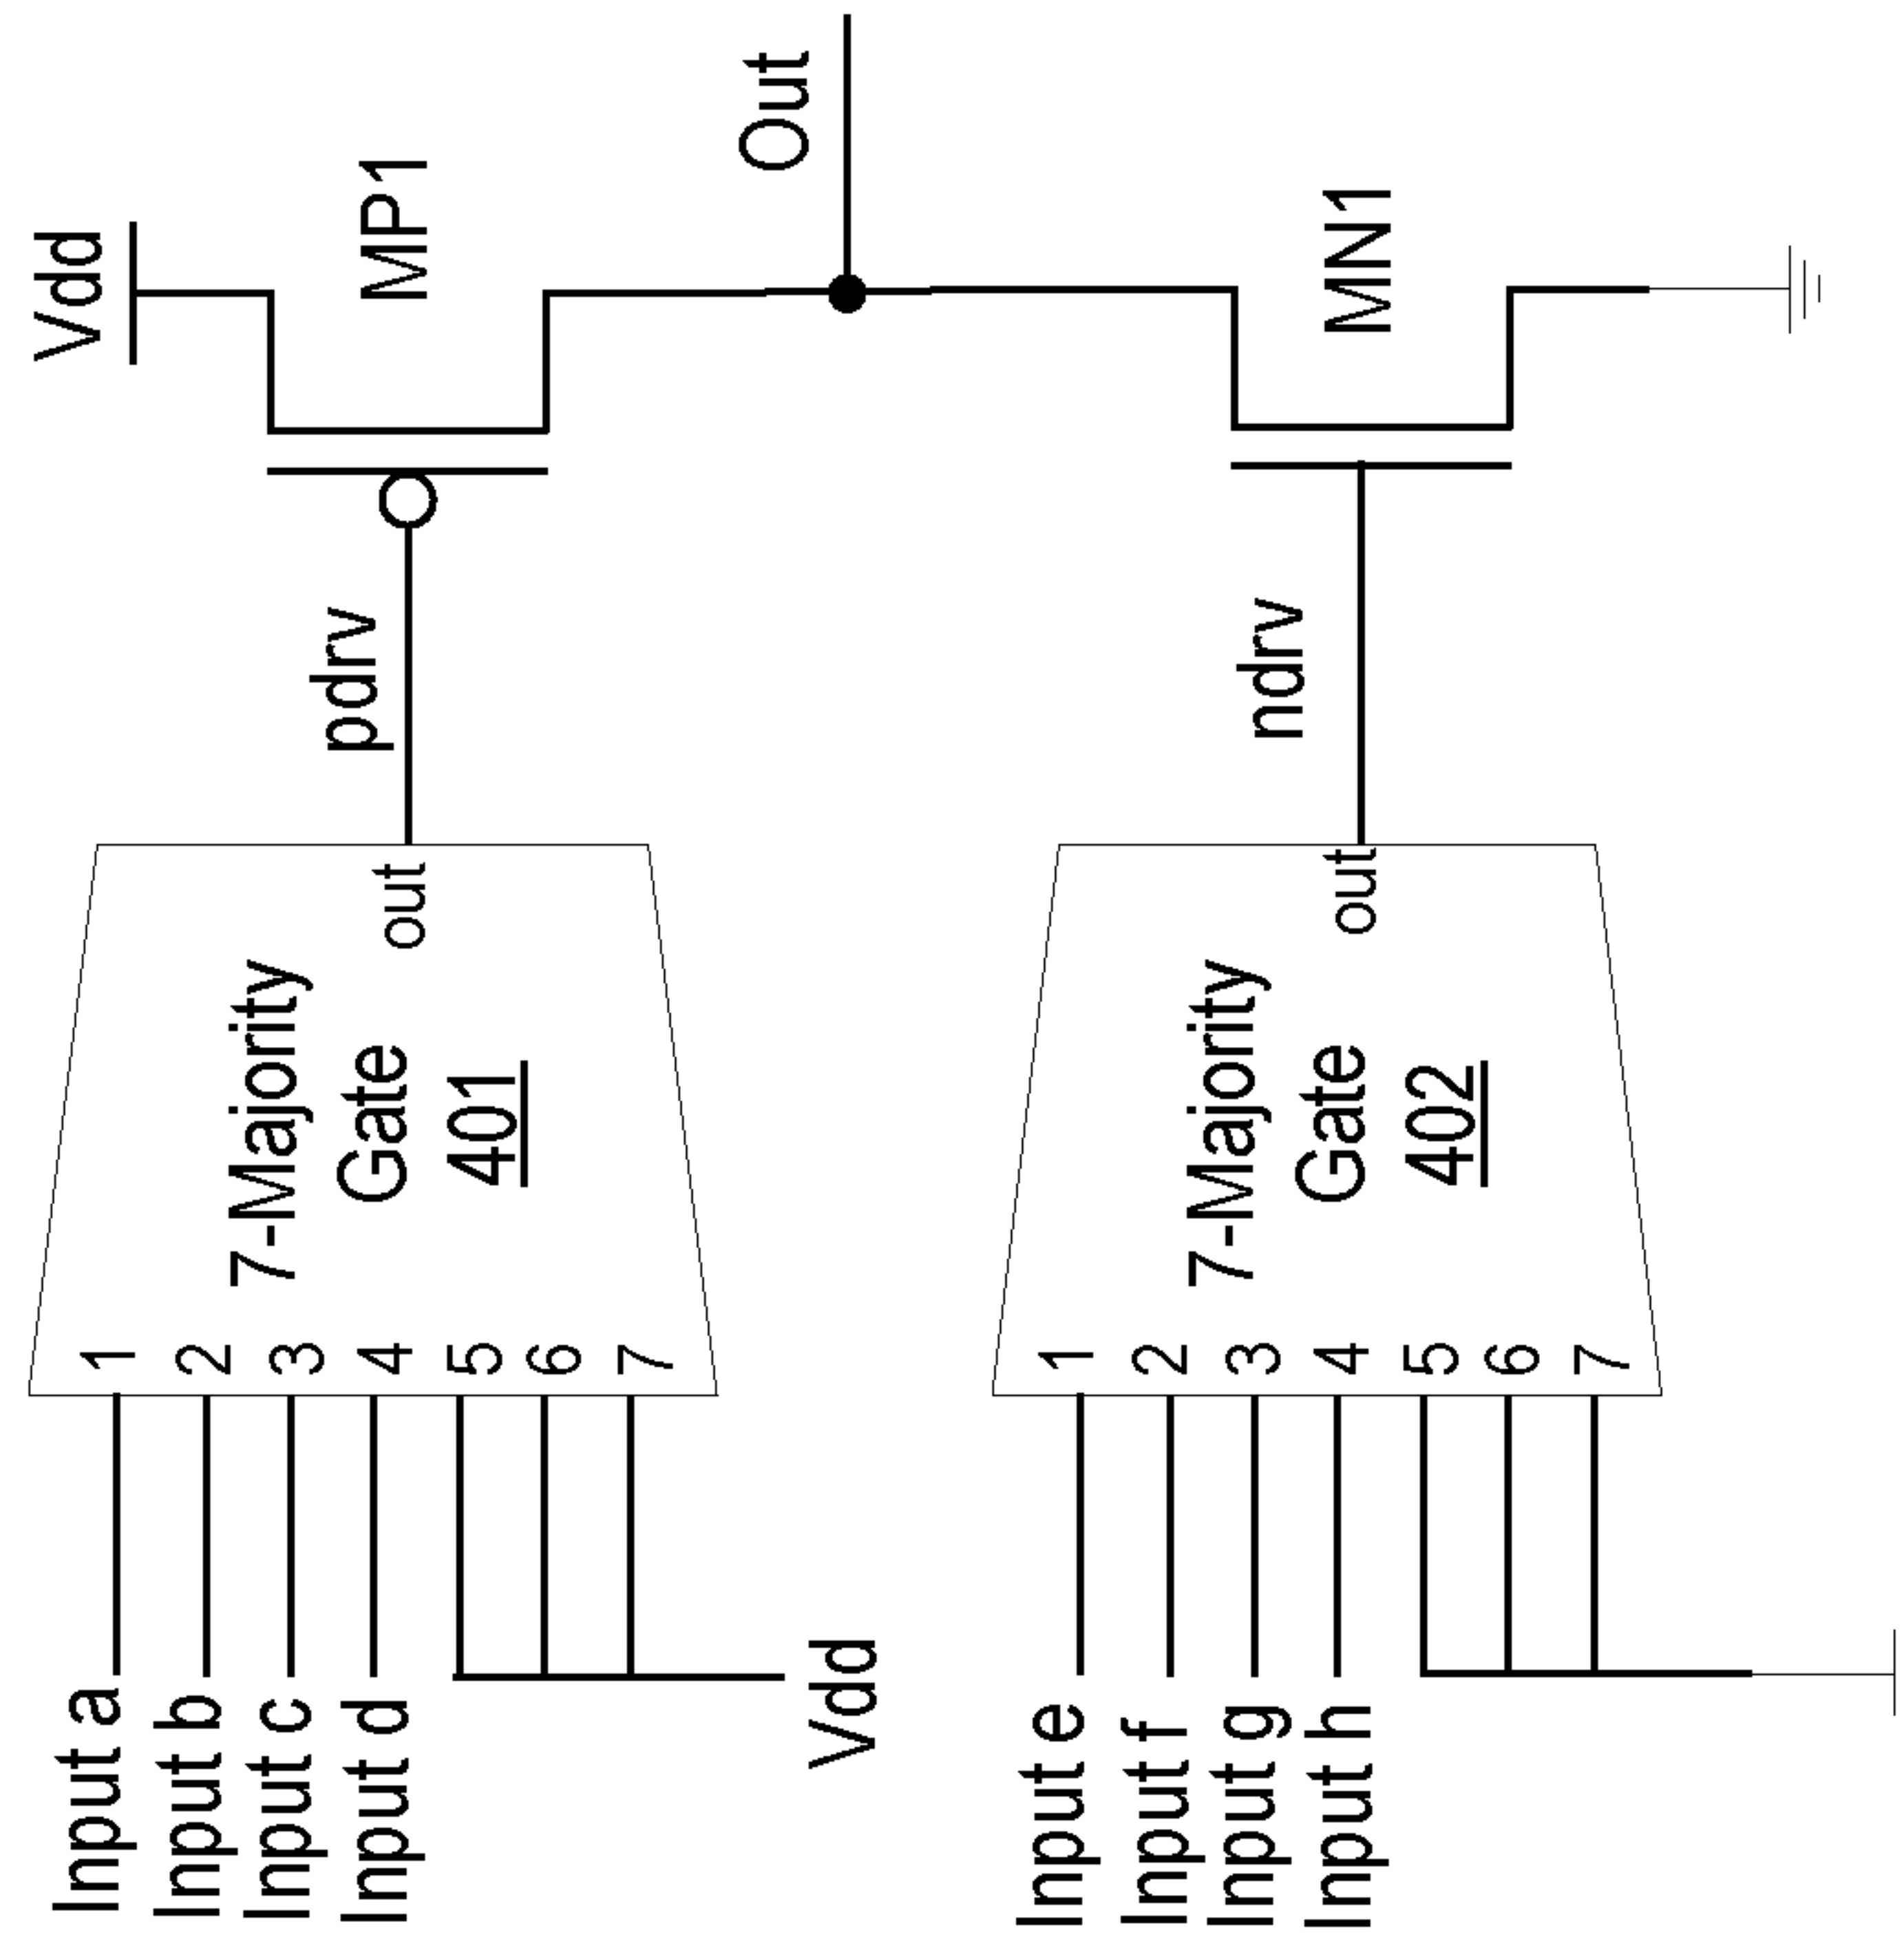 Vdd
MP1
Out
MN1
pdrv
ndrv
7-Majority
Gate
401
out
1
2
3
4
5
6
7
Input a
Input b
Input c
Input d
Vdd
7-Majority
Gate
402
out
1
2
3
4
5
6
7
Input e
Input f
Input g
Input h